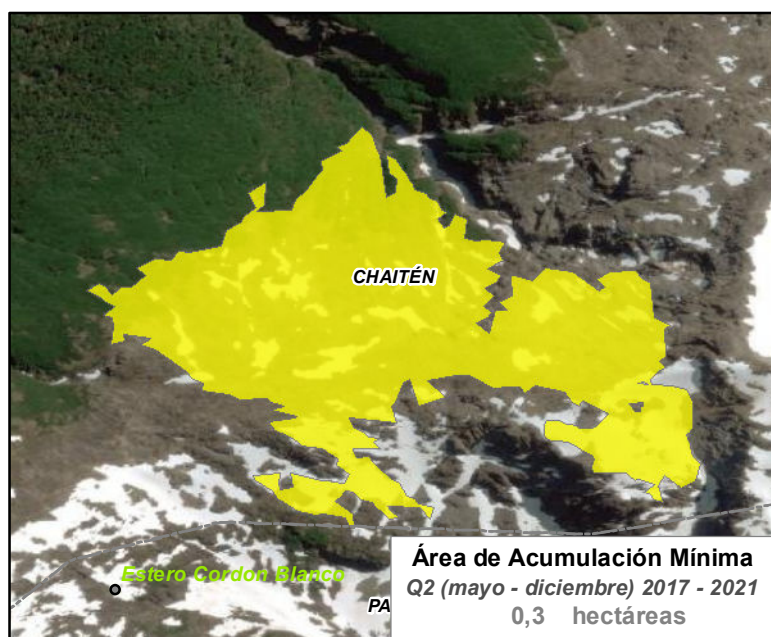 CHAITÉN
Estero Cordon Blanco
PA
Área de Acumulación Mínima
Q2 (mayo - diciembre) 2017 - 2021
0,3 hectáreas